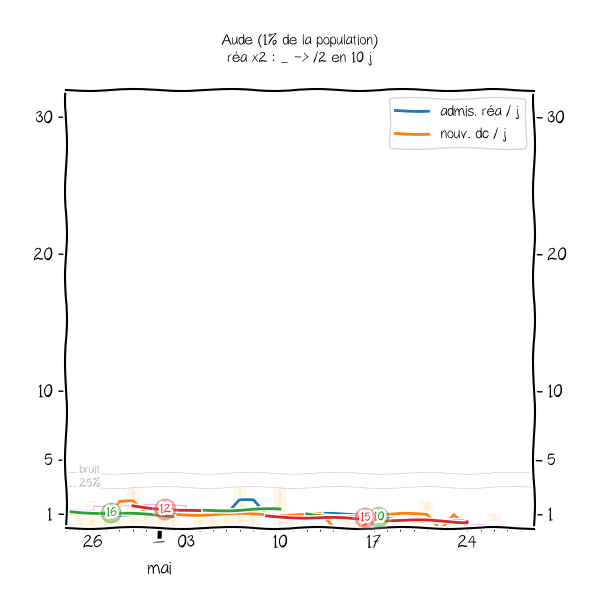 Aude (1% de la population)
réa x2 : _ -> /2 en 10 j
admis. réa / j
nouv. dc / j
30 30
20 20
10 10
5 5
bruit
25%
16 12 15 10
1 1
26 03 10 17 24
mai